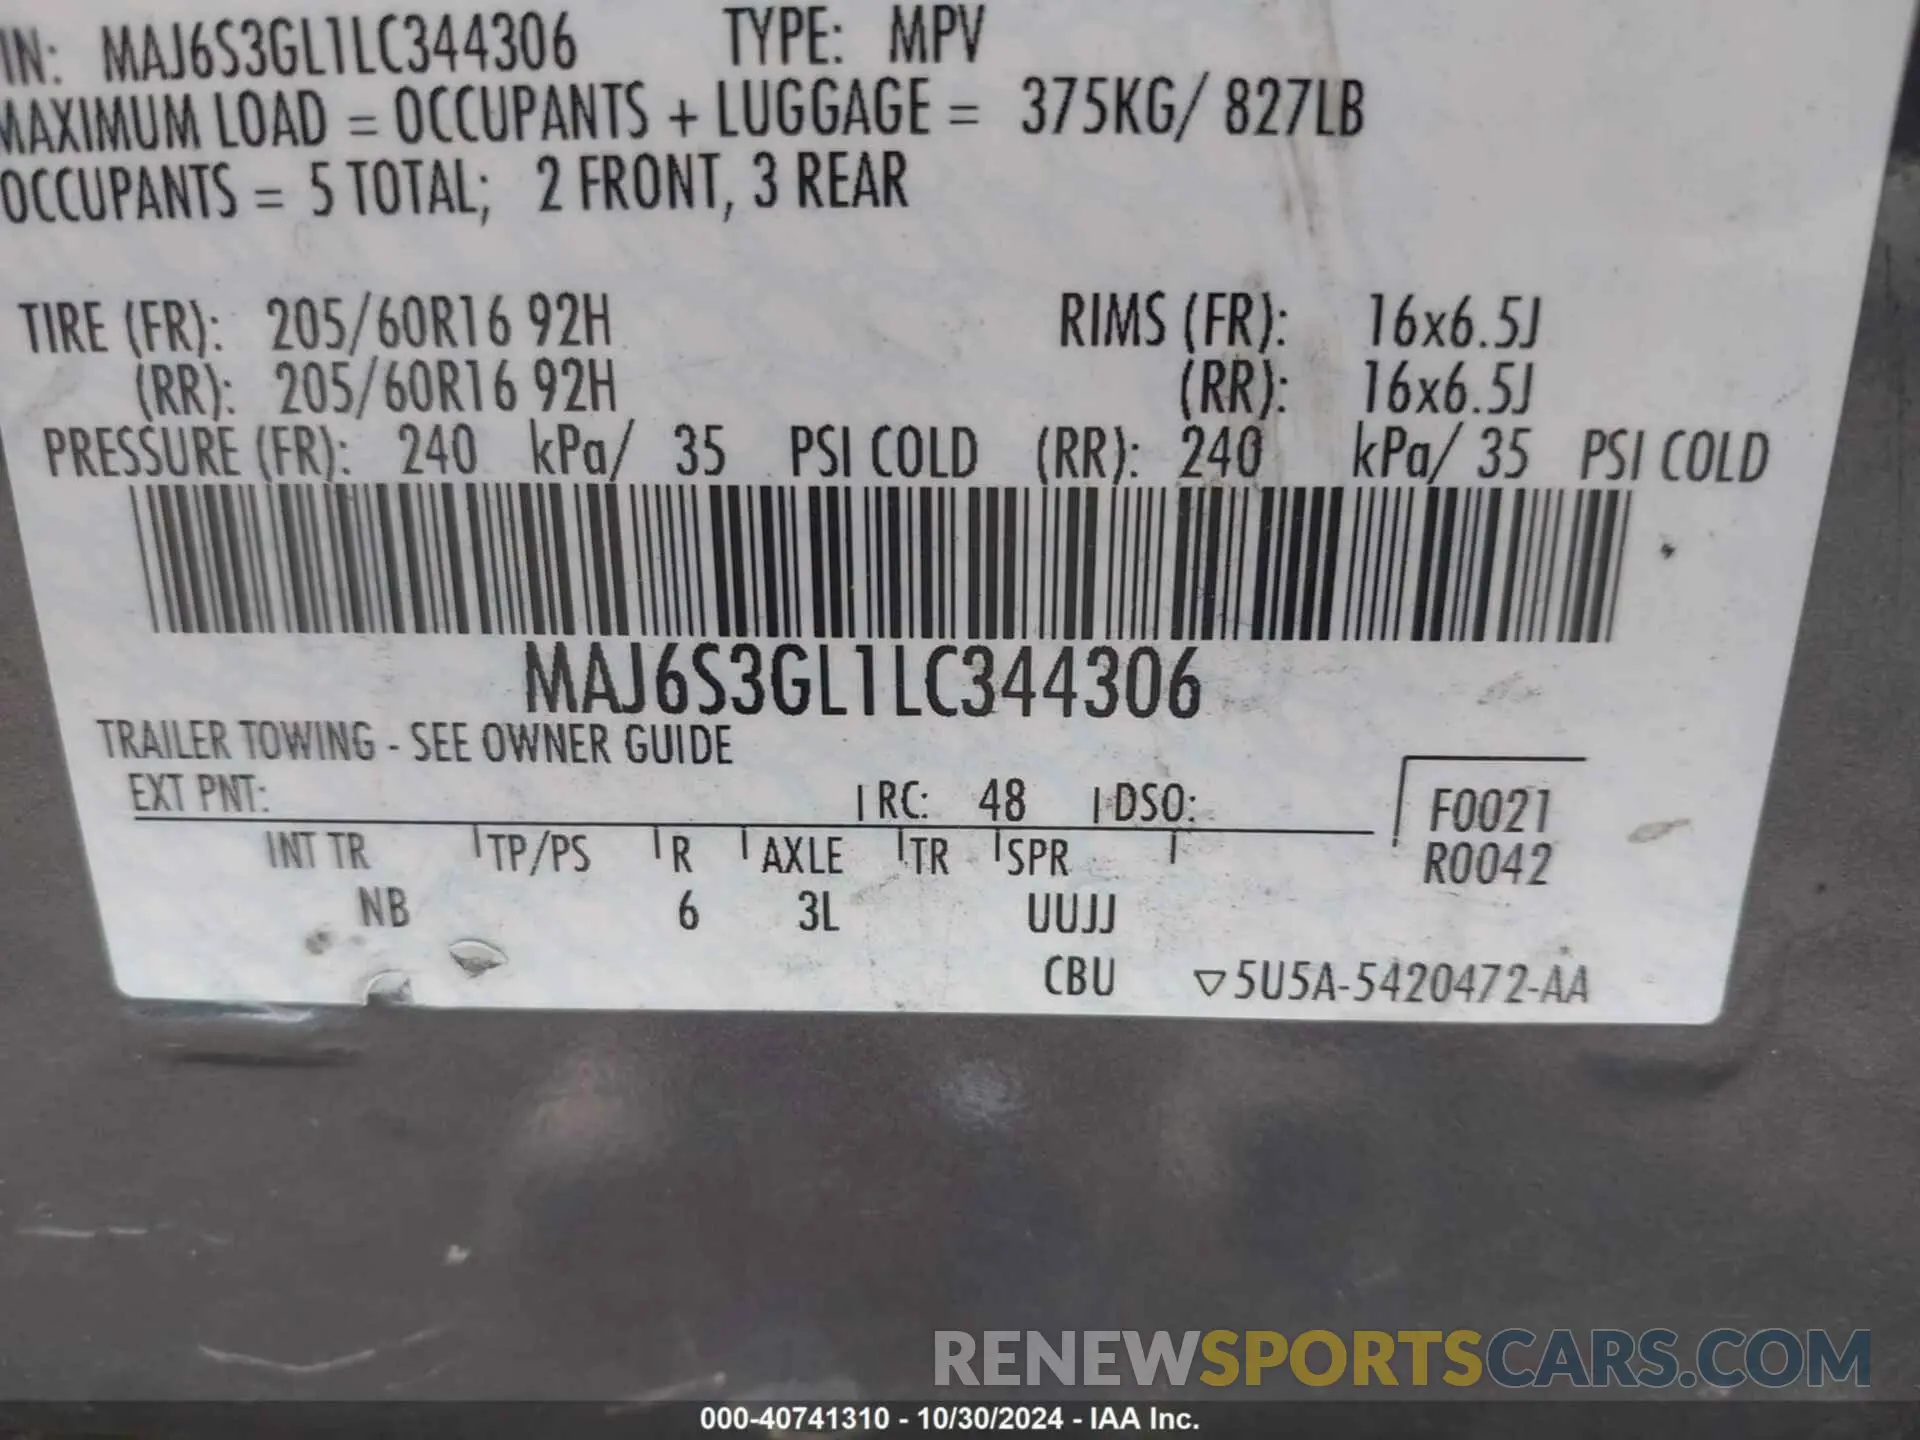 IN: MAJ6S3GL1LC344306 TYPE: MPV
MAXIMUM LOAD = OCCUPANTS + LUGGAGE = 375KG/ 827LB
OCCUPANTS = 5 TOTAL; 2 FRONT, 3 REAR
TIRE (FR): 205/60R16 92H RIMS (FR): 16x6.5J
(RR): 205/60R16 92H (RR): 16x6.5J
PRESSURE (FR): 240 kPa/ 35 PSI COLD (RR): 240 kPa/ 35 PSI COLD
MAJ6S3GL1LC344306
TRAILER TOWING - SEE OWNER GUIDE
EXT PNT: RC: 48 DSO: F0021
INT TR TP/PS R AXLE TR SPR R0042
NB 6 3L UUJJ
CBU ▽5U5A-5420472-AA
RENEWSPORTSCARS.COM
000-40741310 - 10/30/2024 - IAA Inc.